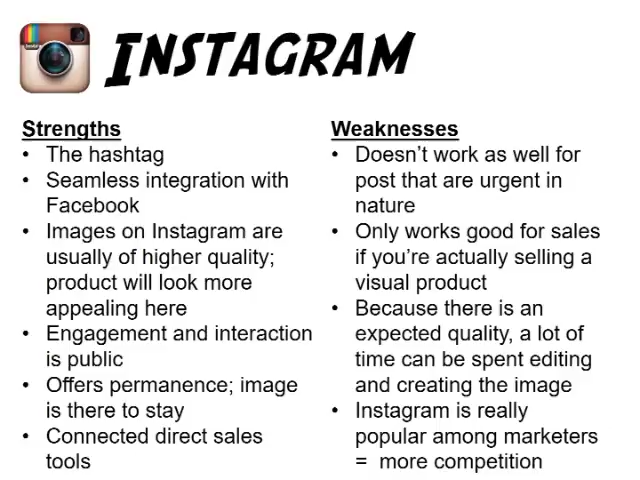 INSTAGRAM
Strengths
• The hashtag
• Seamless integration with
Facebook
• Images on Instagram are
usually of higher quality;
product will look more
appealing here
• Engagement and interaction
is public
• Offers permanence; image
is there to stay
• Connected direct sales
tools
Weaknesses
• Doesn’t work as well for
post that are urgent in
nature
• Only works good for sales
if you’re actually selling a
visual product
• Because there is an
expected quality, a lot of
time can be spent editing
and creating the image
• Instagram is really
popular among marketers
= more competition